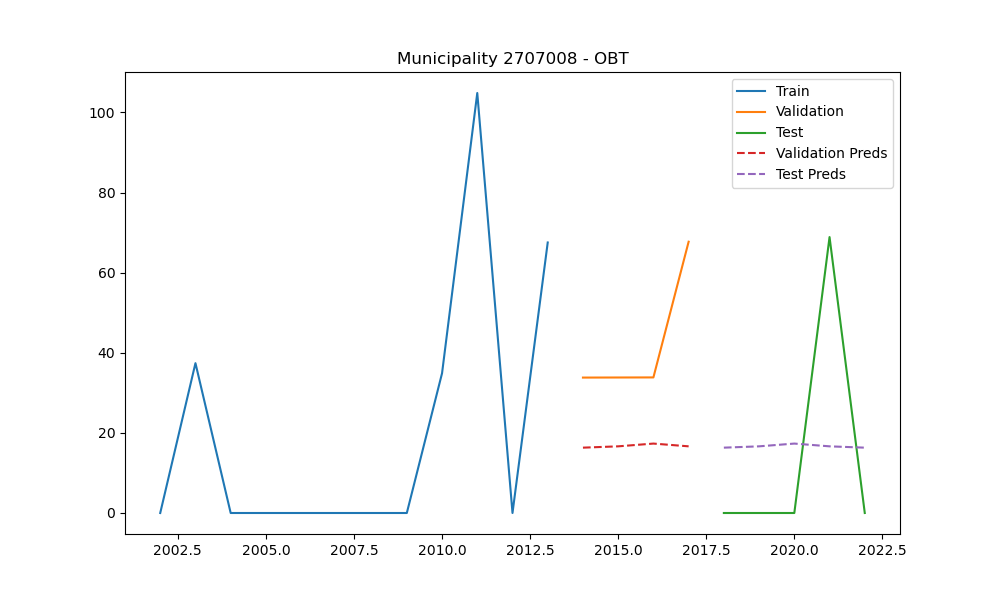 Municipality 2707008 - OBT
Train
Validation
Test
Validation Preds
Test Preds
100
80
60
40
20
0
2002.5 2005.0 2007.5 2010.0 2012.5 2015.0 2017.5 2020.0 2022.5